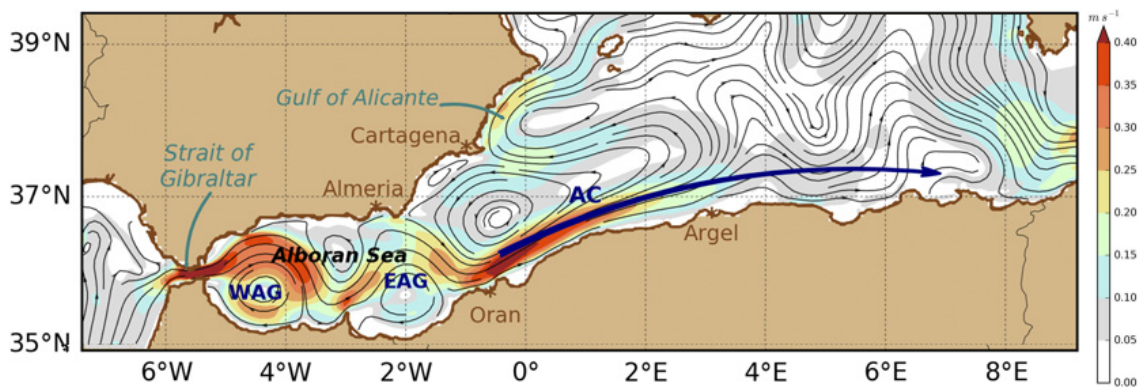 m s⁻¹
39°N
37°N
35°N
Gulf of Alicante
Cartagena
Strait of
Gibraltar
Almeria
AC
Argel
Alboran Sea
WAG
EAG
Oran
6°W
4°W
2°W
0°
2°E
4°E
6°E
8°E
0.40
0.35
0.30
0.25
0.20
0.15
0.10
0.05
0.00